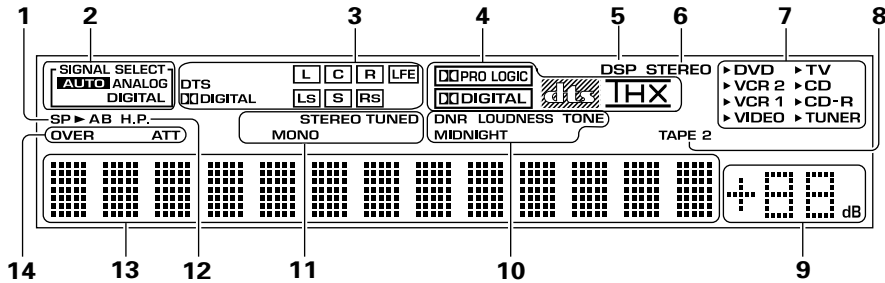 1 2 3 4 5 6 7 8
SIGNAL SELECT
AUTO ANALOG
DIGITAL
DTS
DIGITAL
L C R LFE
LS S RS
PRO LOGIC
DIGITAL
dts
DSP STEREO
THX
►DVD ►TV
►VCR 2 ►CD
►VCR 1 ►CD-R
►VIDEO ►TUNER
SP ► AB H.P.
OVER ATT
STEREO TUNED
MONO
DNR LOUDNESS TONE
MIDNIGHT
TAPE 2
+88 dB
14 13 12 11 10 9